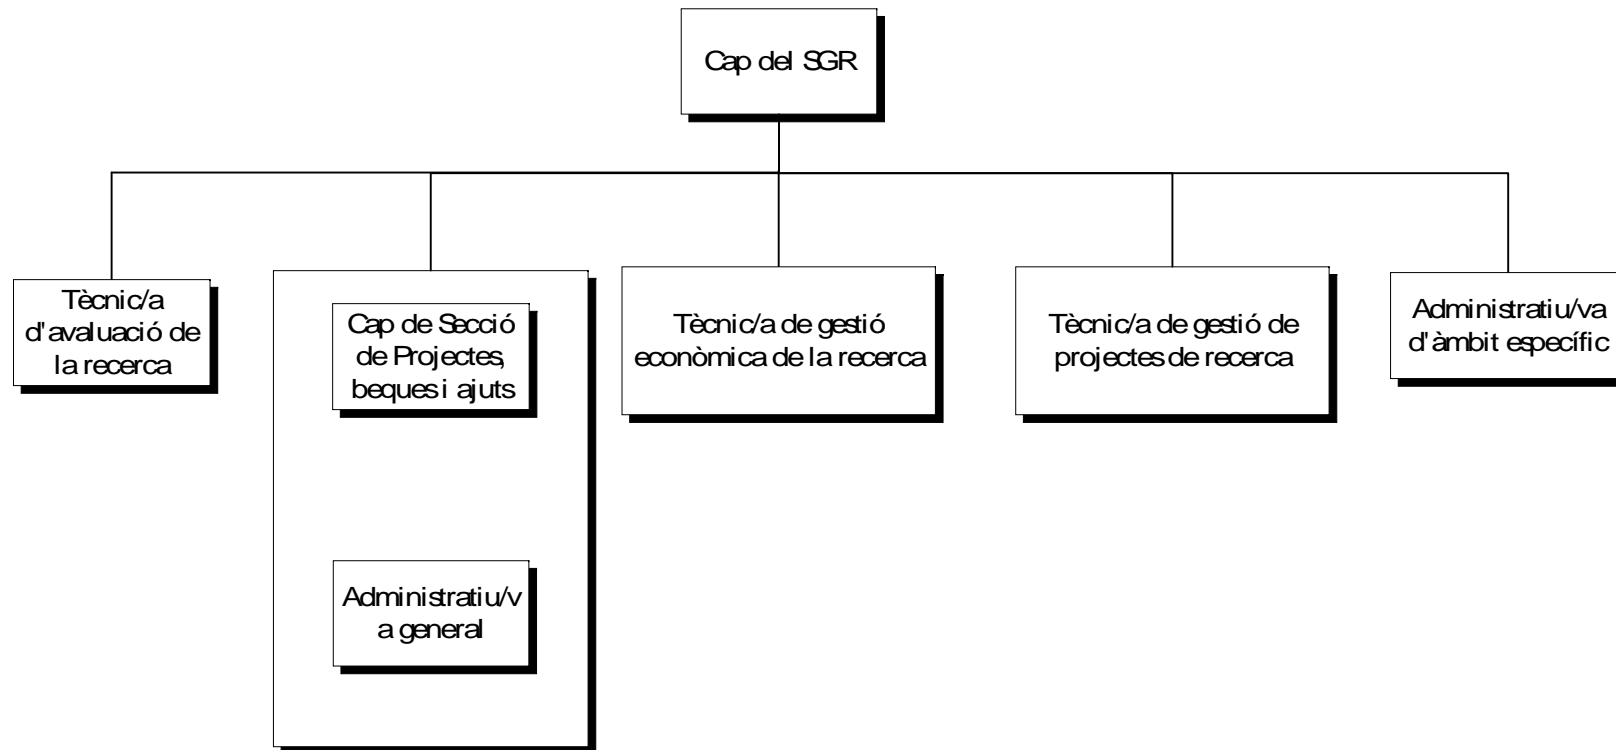 Cap del SGR
Tècnic/a
d'avaluació de
la recerca
Cap de Secció
de Projectes,
beques i ajuts
Administratiu/v
a general
Tècnic/a de gestió
econòmica de la recerca
Tècnic/a de gestió de
projectes de recerca
Administratiu/va
d'àmbit específic